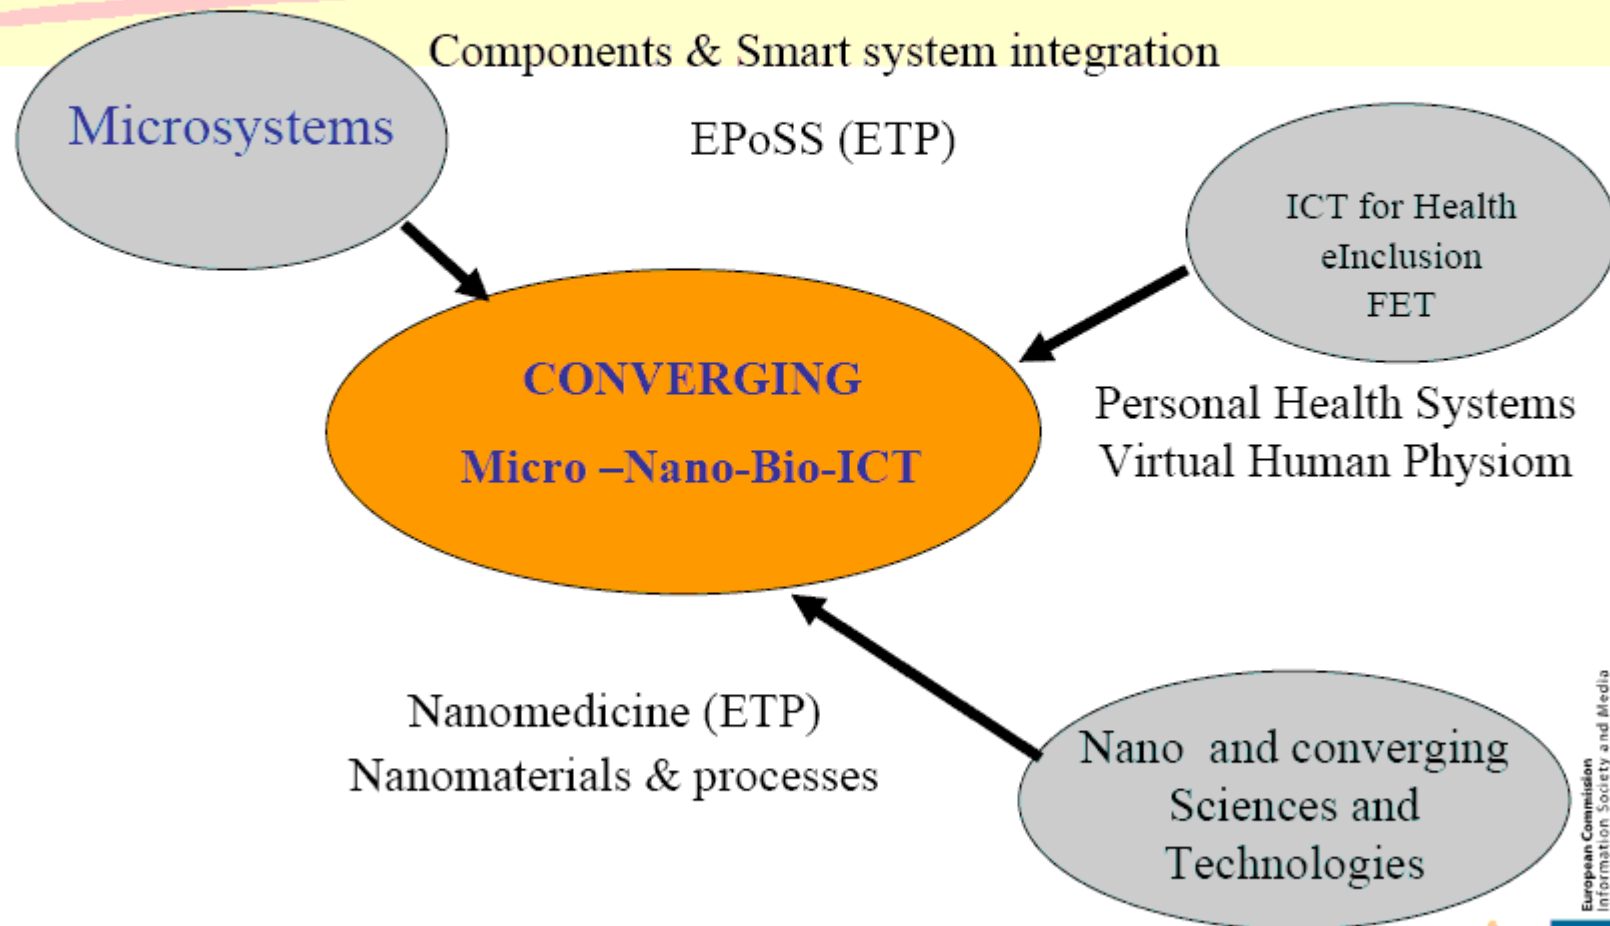 Components & Smart system integration
Microsystems
EPoSS (ETP)
ICT for Health
eInclusion
FET
CONVERGING
Micro –Nano-Bio-ICT
Personal Health Systems
Virtual Human Physiom
Nanomedicine (ETP)
Nanomaterials & processes
Nano and converging
Sciences and
Technologies
European Commission
Information Society and Media